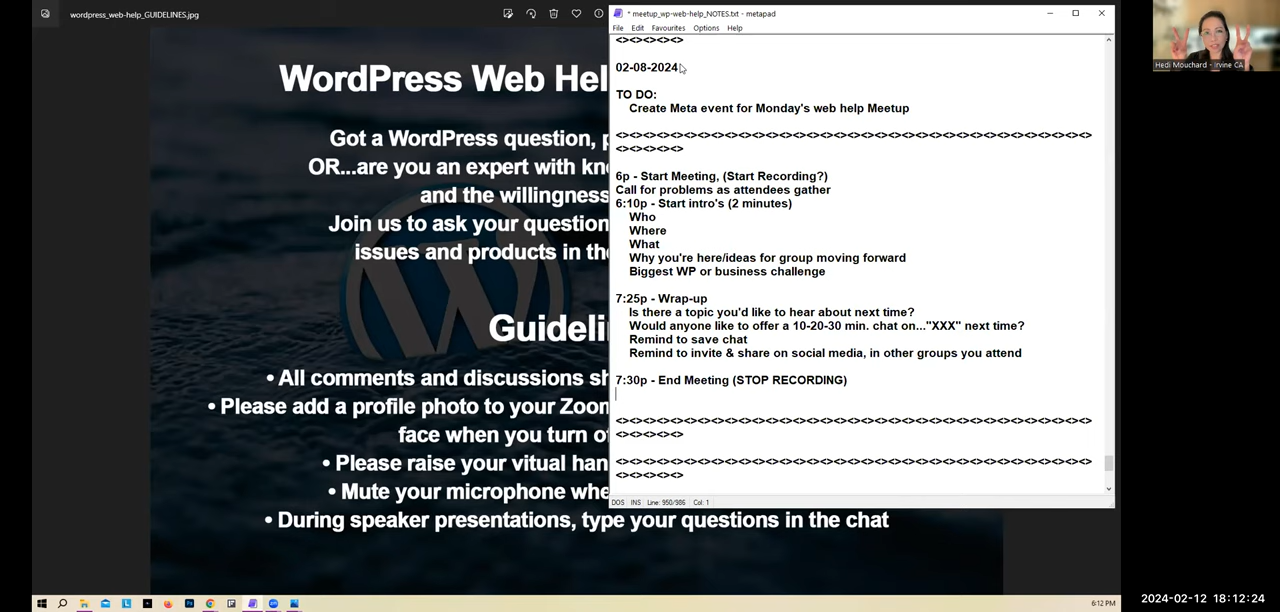 wordpress_web-help_GUIDELINES.jpg
WordPress Web Hel
Got a WordPress question, p
OR...are you an expert with kn
and the willingness
Join us to ask your question
issues and products in the
Guideli
• All comments and discussions sh
• Please add a profile photo to your Zoom
face when you turn of
• Please raise your vitual han
• Mute your microphone whe
• During speaker presentations, type your questions in the chat
* meetup_wp-web-help_NOTES.txt - metapad
File Edit Favourites Options Help
<><><><><>
02-08-2024
TO DO:
Create Meta event for Monday's web help Meetup
<><><><><><><><><><><><><><><><><><><><><><><><><><><><><><><><><><><>
<><><><><>
6p - Start Meeting, (Start Recording?)
Call for problems as attendees gather
6:10p - Start intro's (2 minutes)
Who
Where
What
Why you're here/ideas for group moving forward
Biggest WP or business challenge
7:25p - Wrap-up
Is there a topic you'd like to hear about next time?
Would anyone like to offer a 10-20-30 min. chat on..."XXX" next time?
Remind to save chat
Remind to invite & share on social media, in other groups you attend
7:30p - End Meeting (STOP RECORDING)
<><><><><><><><><><><><><><><><><><><><><><><><><><><><><><><><><><><>
<><><><><>
<><><><><><><><><><><><><><><><><><><><><><><><><><><><><><><><><><><>
<><><><><>
DOS INS Line: 950/986 Col: 1
Hedi Mouchard - Irvine CA
6:12 PM
2024-02-12 18:12:24